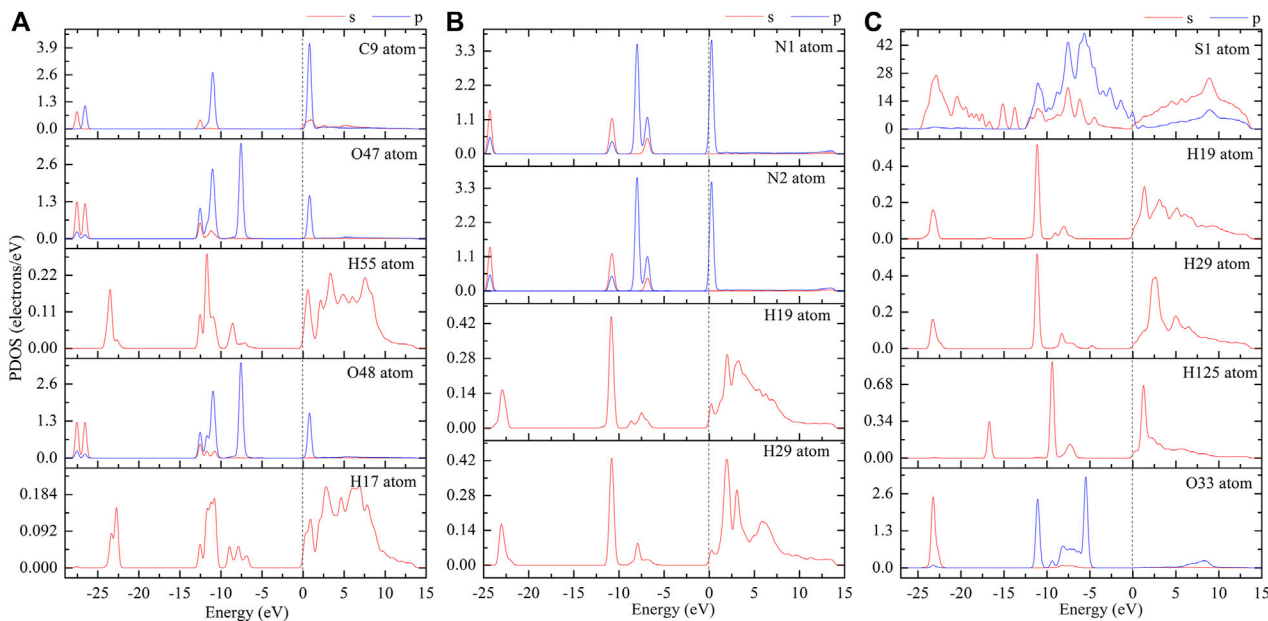 A
s p
C9 atom
3.9
2.6
1.3
0.0
O47 atom
2.6
1.3
0.0
H55 atom
0.22
0.11
0.00
O48 atom
2.6
1.3
0.0
H17 atom
0.184
0.092
0.000
-25 -20 -15 -10 -5 0 5 10 15
Energy (eV)
PDOS (electrons/eV)
B
s p
N1 atom
3.3
2.2
1.1
0.0
N2 atom
3.3
2.2
1.1
0.0
H19 atom
0.42
0.28
0.14
0.00
H29 atom
0.42
0.28
0.14
0.00
-25 -20 -15 -10 -5 0 5 10 15
Energy (eV)
C
s p
S1 atom
42
28
14
0
H19 atom
0.4
0.2
0.0
H29 atom
0.4
0.2
0.0
H125 atom
0.68
0.34
0.00
O33 atom
2.6
1.3
0.0
-25 -20 -15 -10 -5 0 5 10 15
Energy (eV)